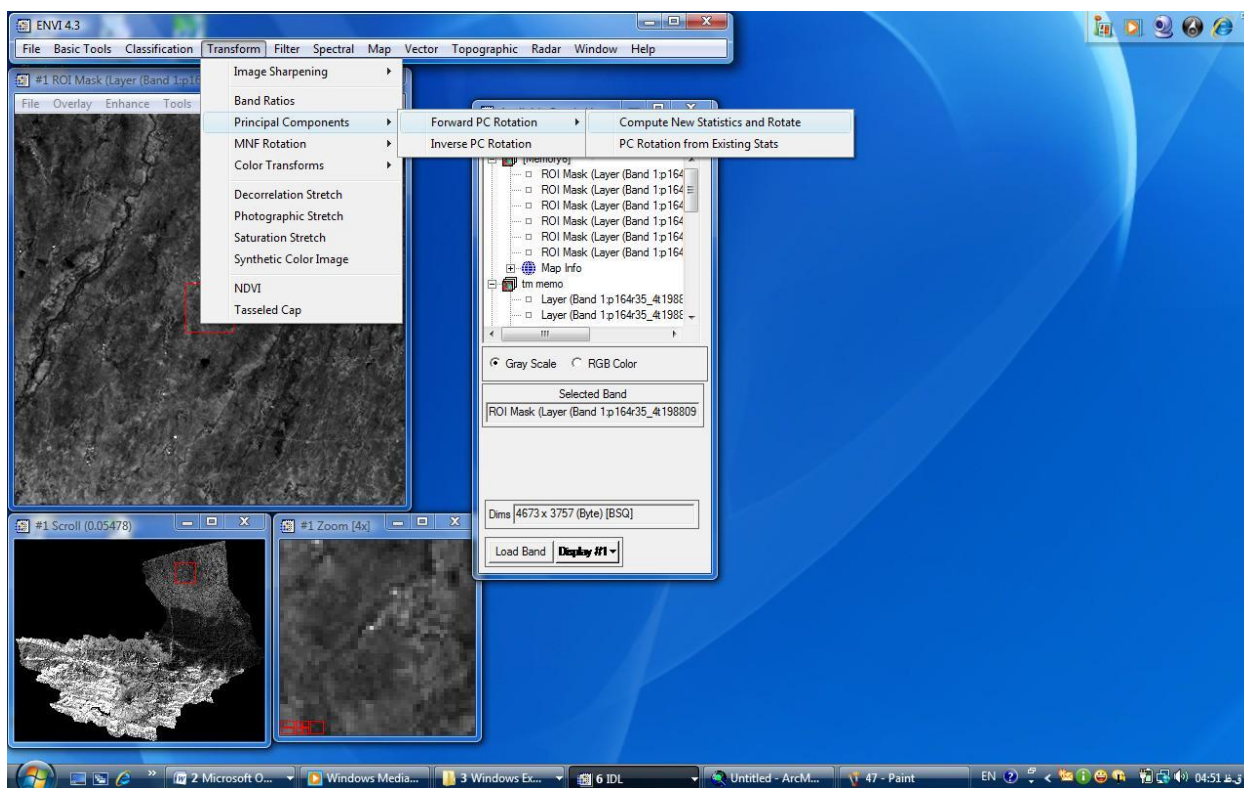 ENVI 4.3
File Basic Tools Classification Transform Filter Spectral Map Vector Topographic Radar Window Help
Image Sharpening
Band Ratios
Principal Components
MNF Rotation
Color Transforms
Decorrelation Stretch
Photographic Stretch
Saturation Stretch
Synthetic Color Image
NDVI
Tasseled Cap
Forward PC Rotation
Inverse PC Rotation
Compute New Statistics and Rotate
PC Rotation from Existing Stats
#1 ROI Mask (Layer (Band 1:p16
File Overlay Enhance Tools
[Memory6]
ROI Mask (Layer (Band 1:p164
ROI Mask (Layer (Band 1:p164
ROI Mask (Layer (Band 1:p164
ROI Mask (Layer (Band 1:p164
ROI Mask (Layer (Band 1:p164
ROI Mask (Layer (Band 1:p164
Map Info
tm memo
Layer (Band 1:p164r35_4t1988
Layer (Band 1:p164r35_4t1988
Gray Scale RGB Color
Selected Band
ROI Mask (Layer (Band 1:p164r35_4t198809
Dims 4673 x 3757 (Byte) [BSQ]
Load Band Display #1
#1 Scroll (0.05478)
#1 Zoom [4x]
2 Microsoft O... Windows Media... 3 Windows Ex... 6 IDL Untitled - ArcM... 47 - Paint EN 04:51 ق.ظ